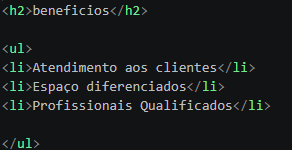 <h2>beneficios</h2>
<ul>
<li>Atendimento aos clientes</li>
<li>Espaço diferenciados</li>
<li>Profissionais Qualificados</li>
</ul>